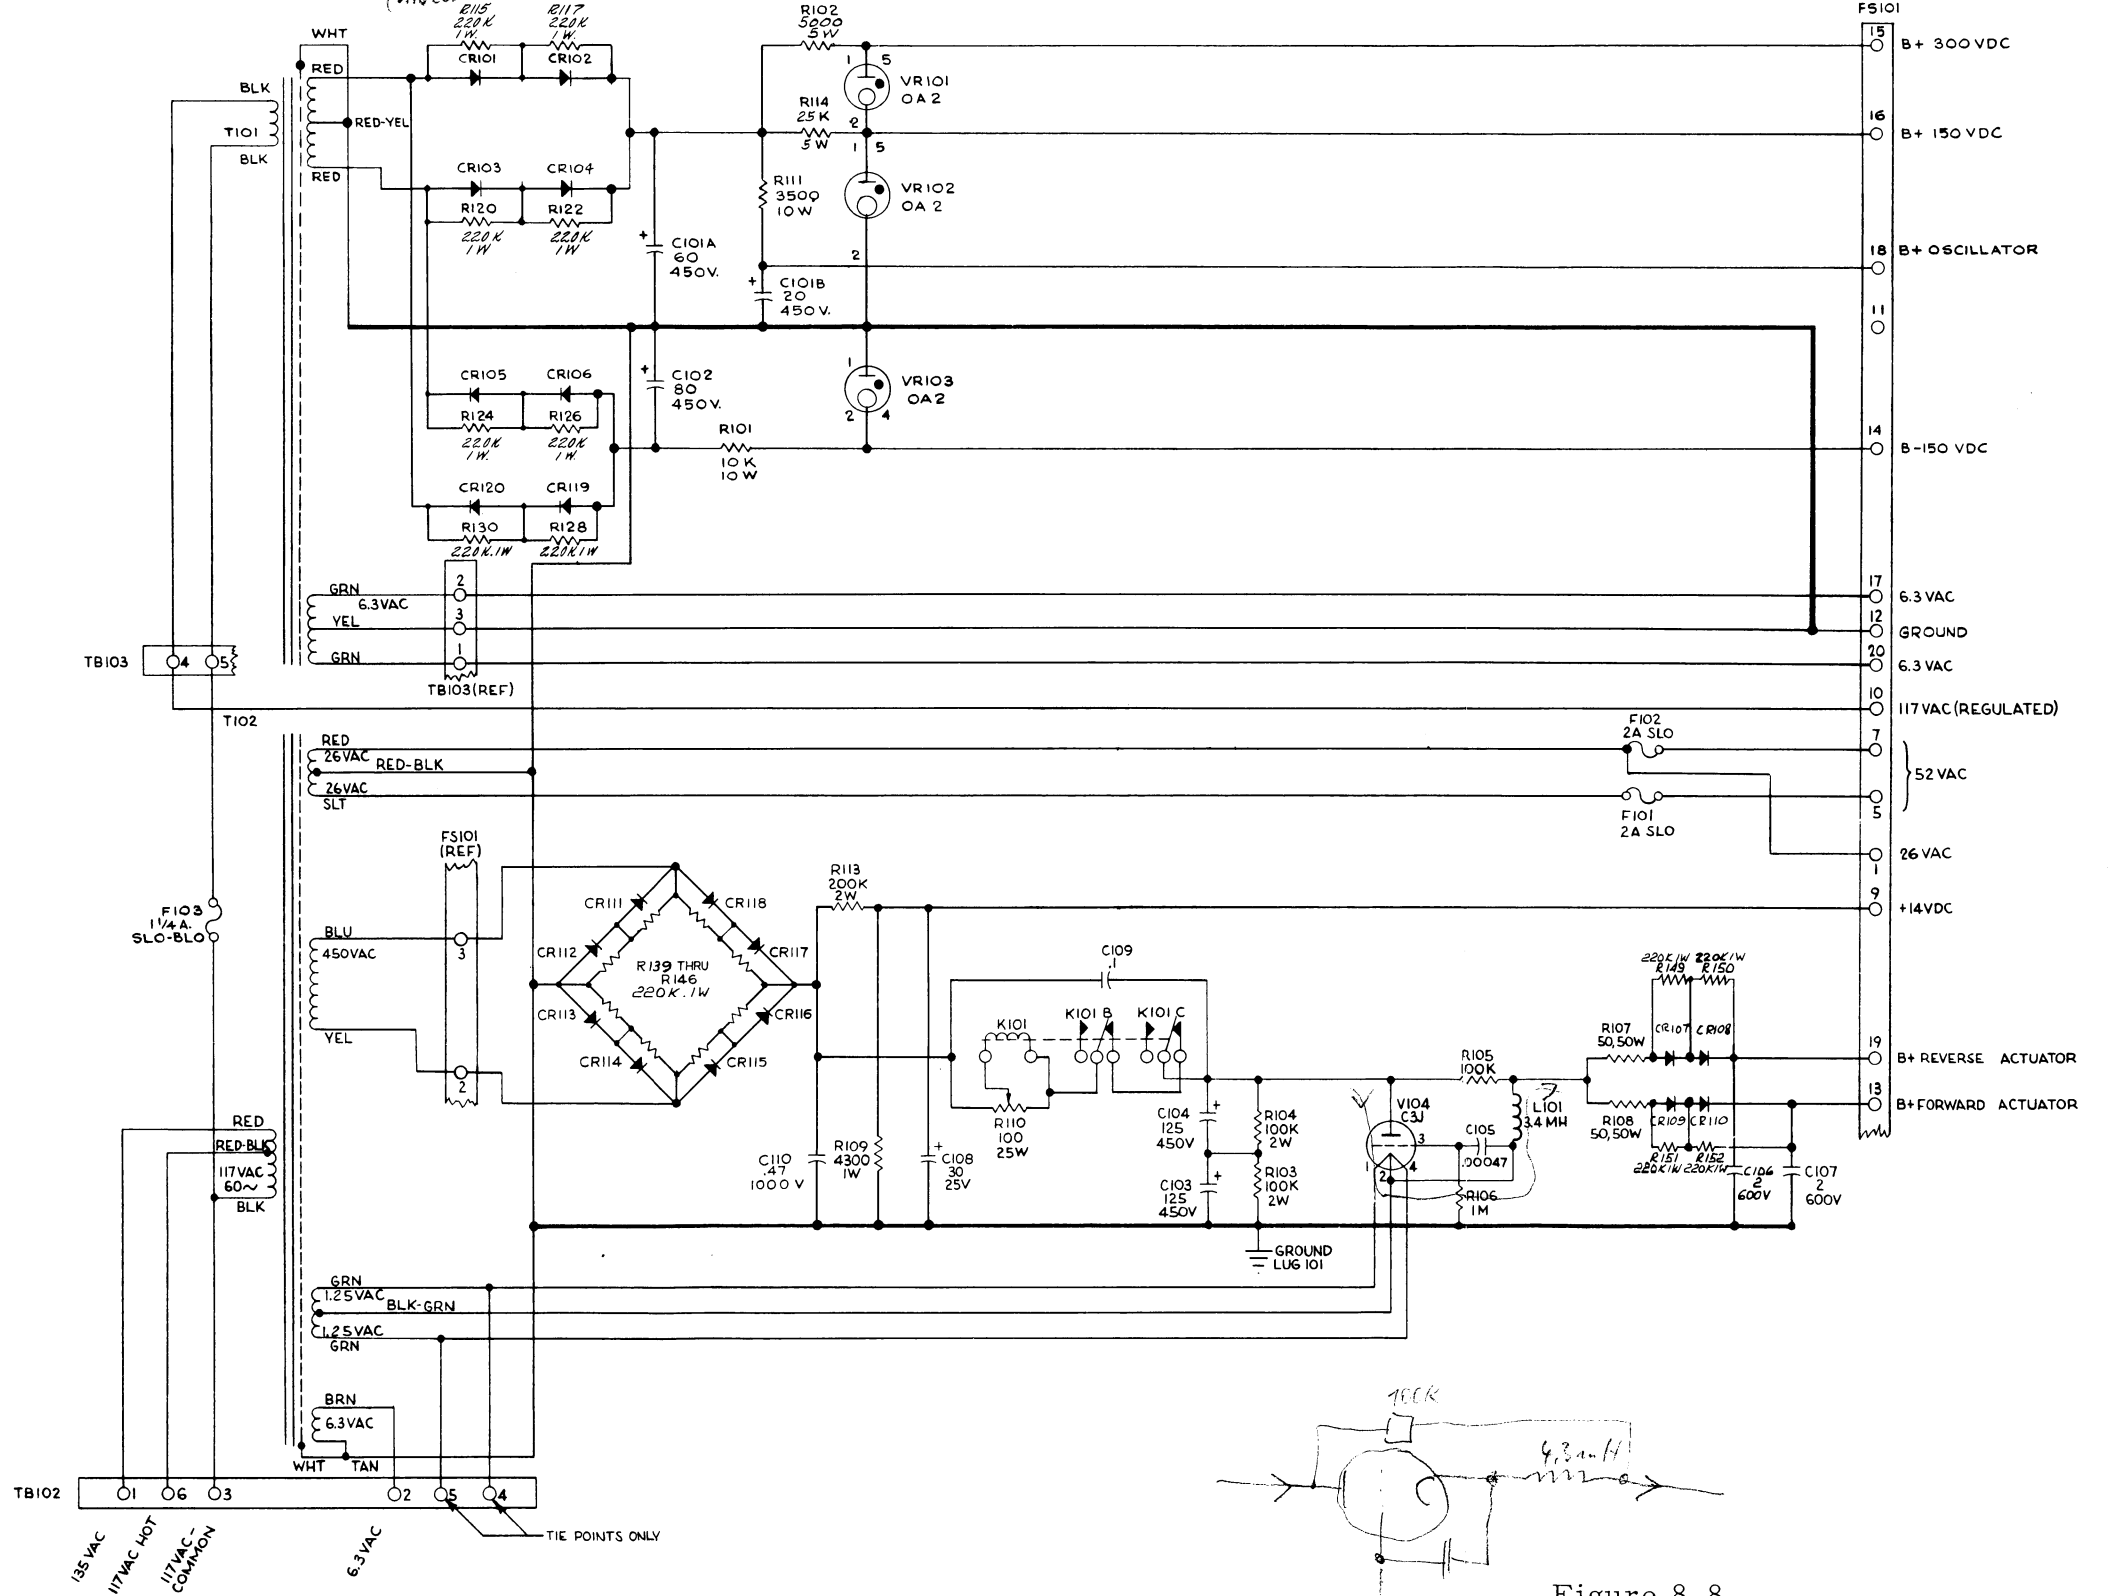 R115
220K
1W.
R117
220K
1W.
CR101
CR102
R102
5000
5W
FS101
WHT
RED
BLK
T101
BLK
RED-YEL
RED
1 5
VR101
OA2
15
B+ 300VDC
R114
25K
5W
2
1 5
16
B+ 150 VDC
CR103
CR104
R120
R122
220K
1W
220K
1W
R111
3500
10W
VR102
OA2
+
C101A
60
450V.
2
+
C101B
20
450V.
18
B+ OSCILLATOR
11
CR105
CR106
R124
R126
220K
1W.
220K
1W.
+
C102
80
450V.
1
VR103
OA2
2 4
R101
10K
10W
14
B-150 VDC
CR120
CR119
R130
R128
220K.1W
220K1W
GRN
6.3VAC
YEL
GRN
2
3
1
TB103(REF)
17
6.3 VAC
12
GROUND
20
6.3 VAC
TB103
4
5
10
117VAC(REGULATED)
T102
RED
26VAC
RED-BLK
26VAC
SLT
F102
2A SLO
7
52 VAC
F101
2A SLO
5
26 VAC
1
FS101
(REF)
F103
1 1/4A.
SLO-BLO
BLU
450VAC
YEL
3
2
CR111
CR118
CR112
CR117
R139 THRU
R146
220K.1W
CR113
CR116
CR114
CR115
R113
200K
2W
9
+14VDC
C109
.1
K101
K101 B
K101 C
R110
100
25W
C110
.47
1000 V
R109
4300
1W
+
C108
30
25V
C104
125
450V
+
R104
100K
2W
C103
125
450V
+
R103
100K
2W
V104
C3J
3
1
2
4
C105
.00047
R106
1M
R105
100K
L101
3.4 MH
220K1W
R149
220K1W
R150
R107
50,50W
CR107
CR108
19
B+ REVERSE ACTUATOR
R108
50,50W
CR109
CR110
13
B+FORWARD ACTUATOR
R151
220K1W
R152
220K1W
C106
2
600V
C107
2
600V
GROUND
LUG 101
RED
RED-BLK
117VAC
60~
BLK
GRN
1.25VAC
BLK-GRN
1.25VAC
GRN
BRN
6.3VAC
WHT
TAN
TB102
1
6
3
2
5
4
TIE POINTS ONLY
135 VAC
117VAC HOT
117VAC-
COMMON
6.3VAC
100K
4,3mH
Figure 8-8